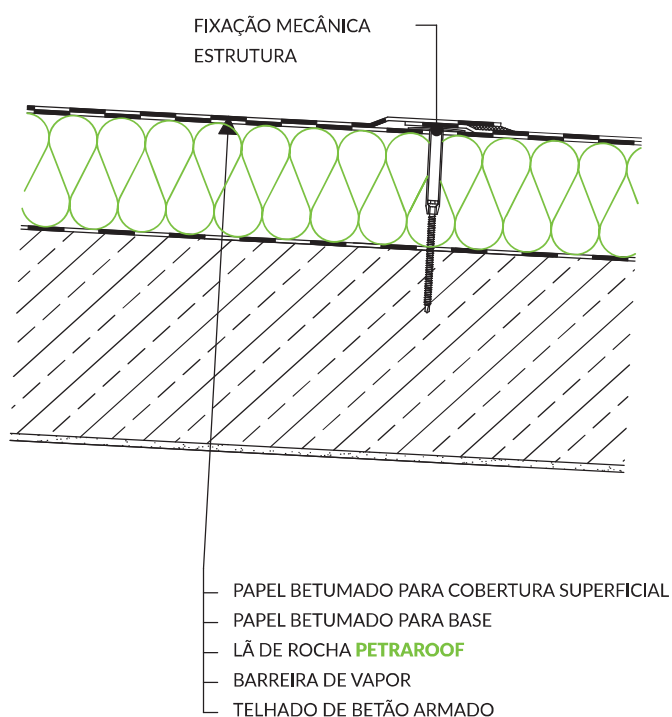 FIXAÇÃO MECÂNICA
ESTRUTURA
PAPEL BETUMADO PARA COBERTURA SUPERFICIAL
PAPEL BETUMADO PARA BASE
LÃ DE ROCHA PETRAROOF
BARREIRA DE VAPOR
TELHADO DE BETÃO ARMADO